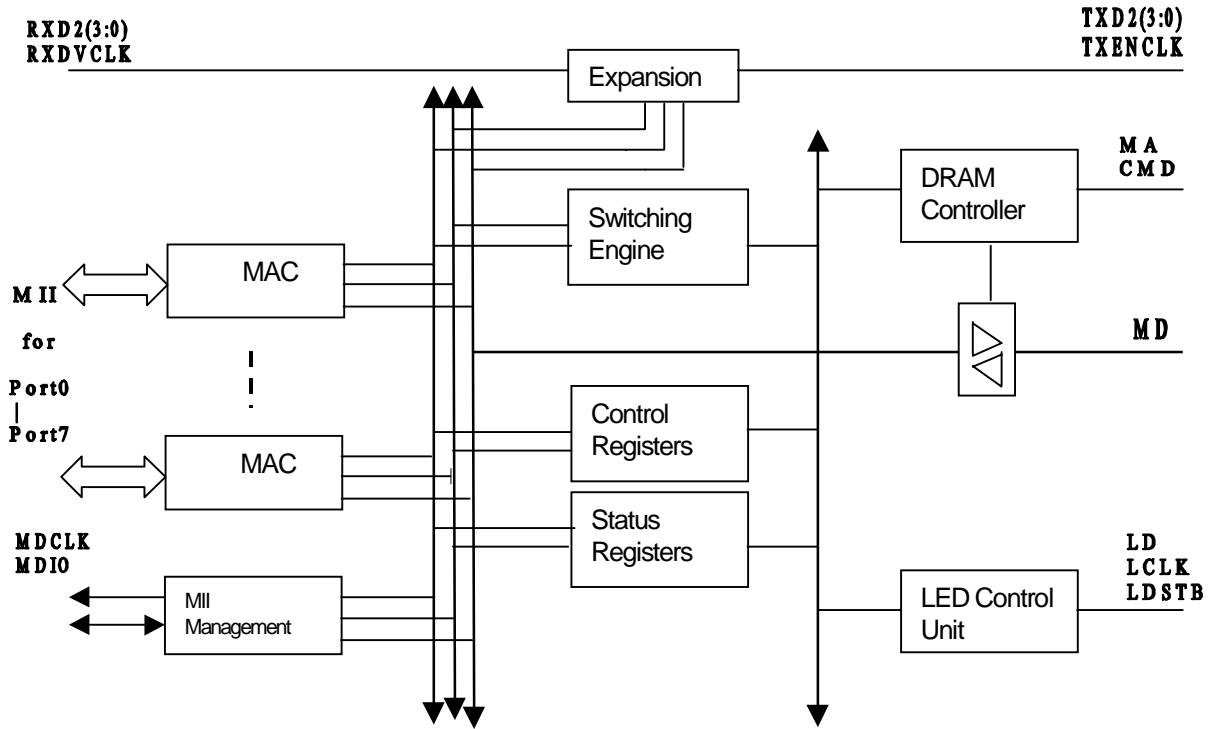 RXD2(3:0)
RXDVCLK
TXD2(3:0)
TXENCLK
Expansion
MA
CMD
DRAM
Controller
Switching
Engine
MAC
MII
for
Port0
|
Port7
MD
Control
Registers
MAC
Status
Registers
MDCLK
MDIO
MII
Management
LD
LCLK
LDSTB
LED Control
Unit